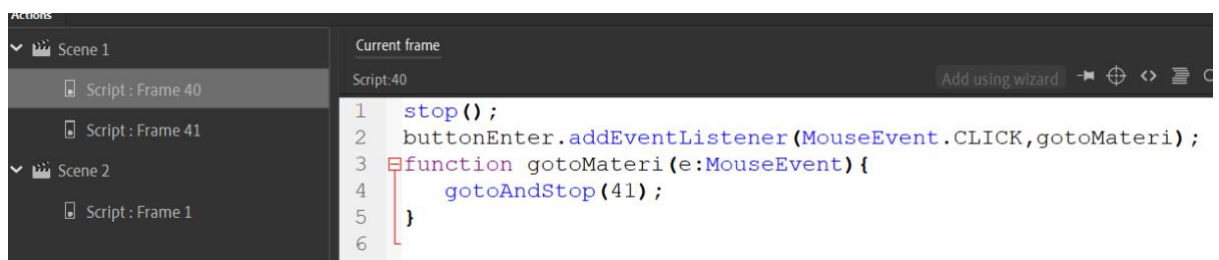 Actions
Scene 1
Script : Frame 40
Script : Frame 41
Scene 2
Script : Frame 1
Current frame
Script:40
Add using wizard
1 stop();
2 buttonEnter.addEventListener(MouseEvent.CLICK,gotoMateri);
3 function gotoMateri(e:MouseEvent){
4 gotoAndStop(41);
5 }
6